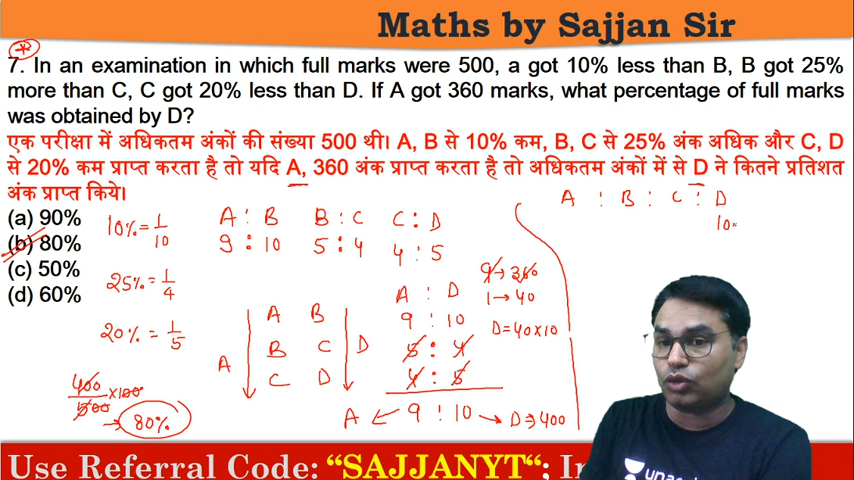 Maths by Sajjan Sir
7. In an examination in which full marks were 500, a got 10% less than B, B got 25%
more than C, C got 20% less than D. If A got 360 marks, what percentage of full marks
was obtained by D?
एक परीक्षा में अधिकतम अंकों की संख्या 500 थी। A, B से 10% कम, B, C से 25% अंक अधिक और C, D
से 20% कम प्राप्त करता है तो यदि A, 360 अंक प्राप्त करता है तो अधिकतम अंकों में से D ने कितने प्रतिशत
अंक प्राप्त किये।
(a) 90%
(b) 80%
(c) 50%
(d) 60%
10% = 1/10
25% = 1/4
20% = 1/5
400/500 × 100
→ 80%
A : B
9 : 10
B : C
5 : 4
C : D
4 : 5
A
A B
B C
C D
D
A : D
9 : 10
5 : 4
4 : 5
A ← 9 : 10 → D ⇒ 400
9 → 360
1 → 40
D = 40 × 10
A : B : C : D
10
Use Referral Code: “SAJJANYT“; In